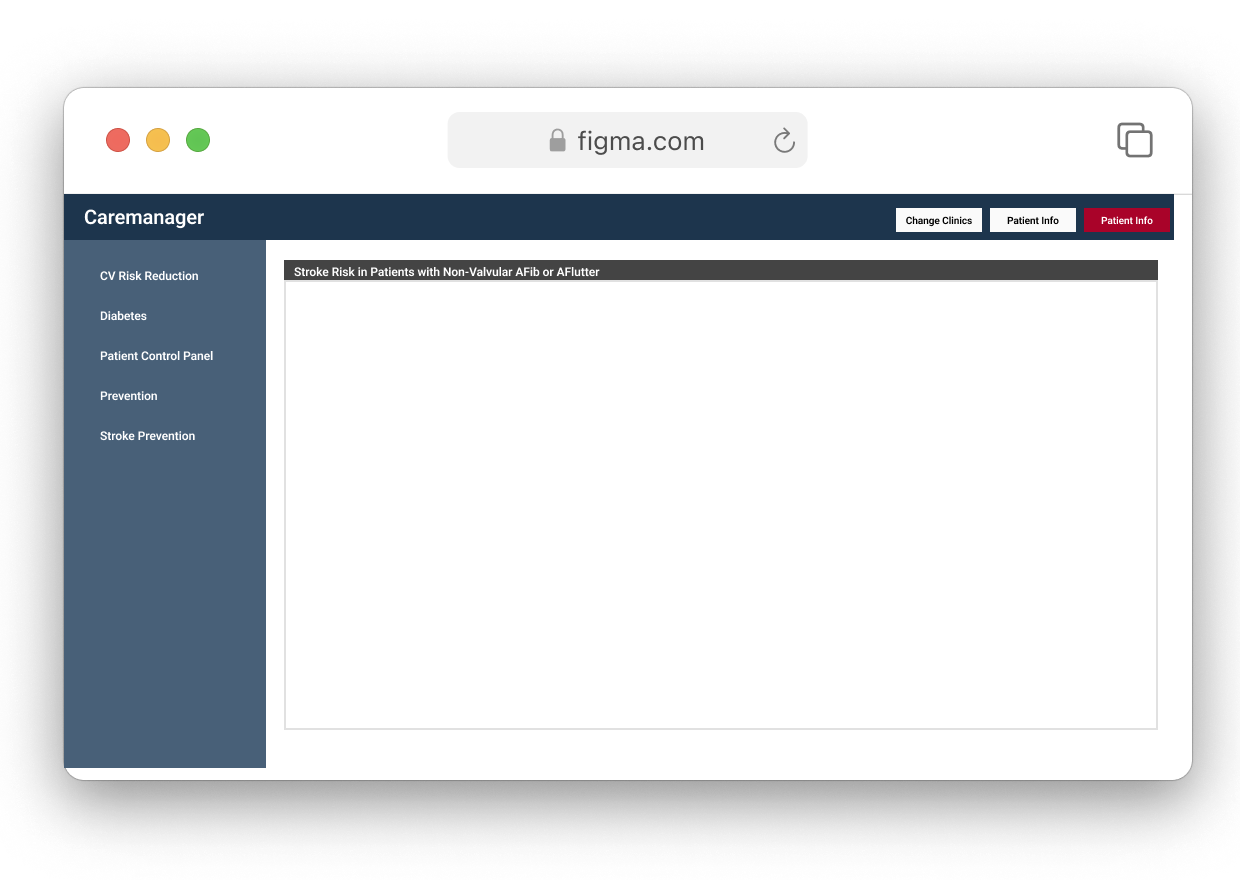 figma.com
Caremanager
Change Clinics
Patient Info
Patient Info
CV Risk Reduction
Diabetes
Patient Control Panel
Prevention
Stroke Prevention
Stroke Risk in Patients with Non-Valvular AFib or AFlutter